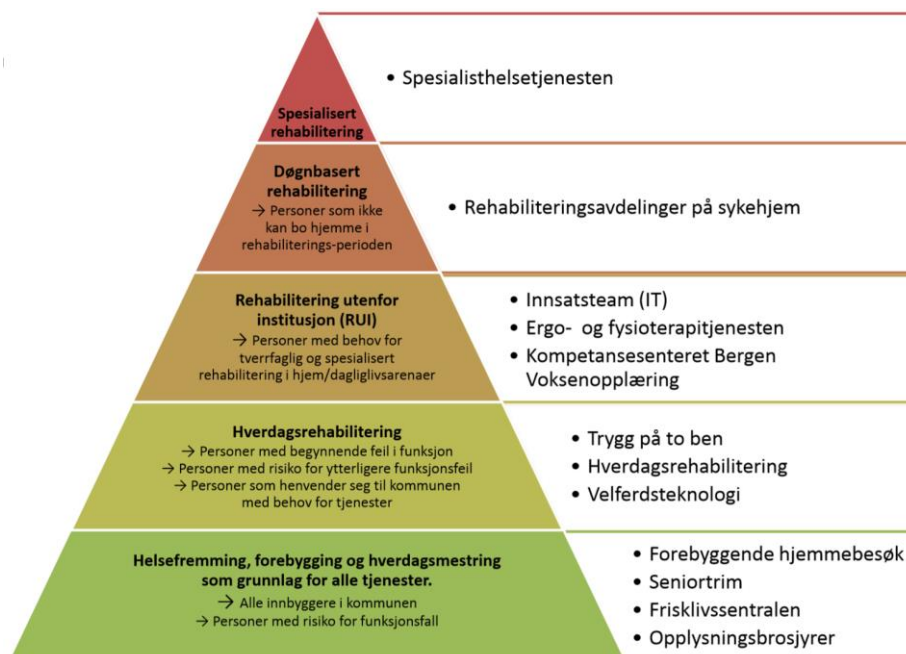 Spesialisert
rehabilitering
• Spesialisthelsetjenesten
Døgnbasert
rehabilitering
→ Personer som ikke
kan bo hjemme i
rehabiliterings-perioden
• Rehabiliteringsavdelinger på sykehjem
Rehabilitering utenfor
institusjon (RUI)
→ Personer med behov for
tverrfaglig og spesialisert
rehabilitering i hjem/dagliglivsarenaer
• Innsatsteam (IT)
• Ergo- og fysioterapitjenesten
• Kompetansesenteret Bergen
Voksenopplæring
Hverdagsrehabilitering
→ Personer med begynnende feil i funksjon
→ Personer med risiko for ytterligere funksjonsfeil
→ Personer som henvender seg til kommunen
med behov for tjenester
• Trygg på to ben
• Hverdagsrehabilitering
• Velferdsteknologi
Helsefremming, forebygging og hverdagsmestring
som grunnlag for alle tjenester.
→ Alle innbyggere i kommunen
→ Personer med risiko for funksjonsfall
• Forebyggende hjemmebesøk
• Seniortrim
• Frisklivssentralen
• Opplysningsbrosjyrer